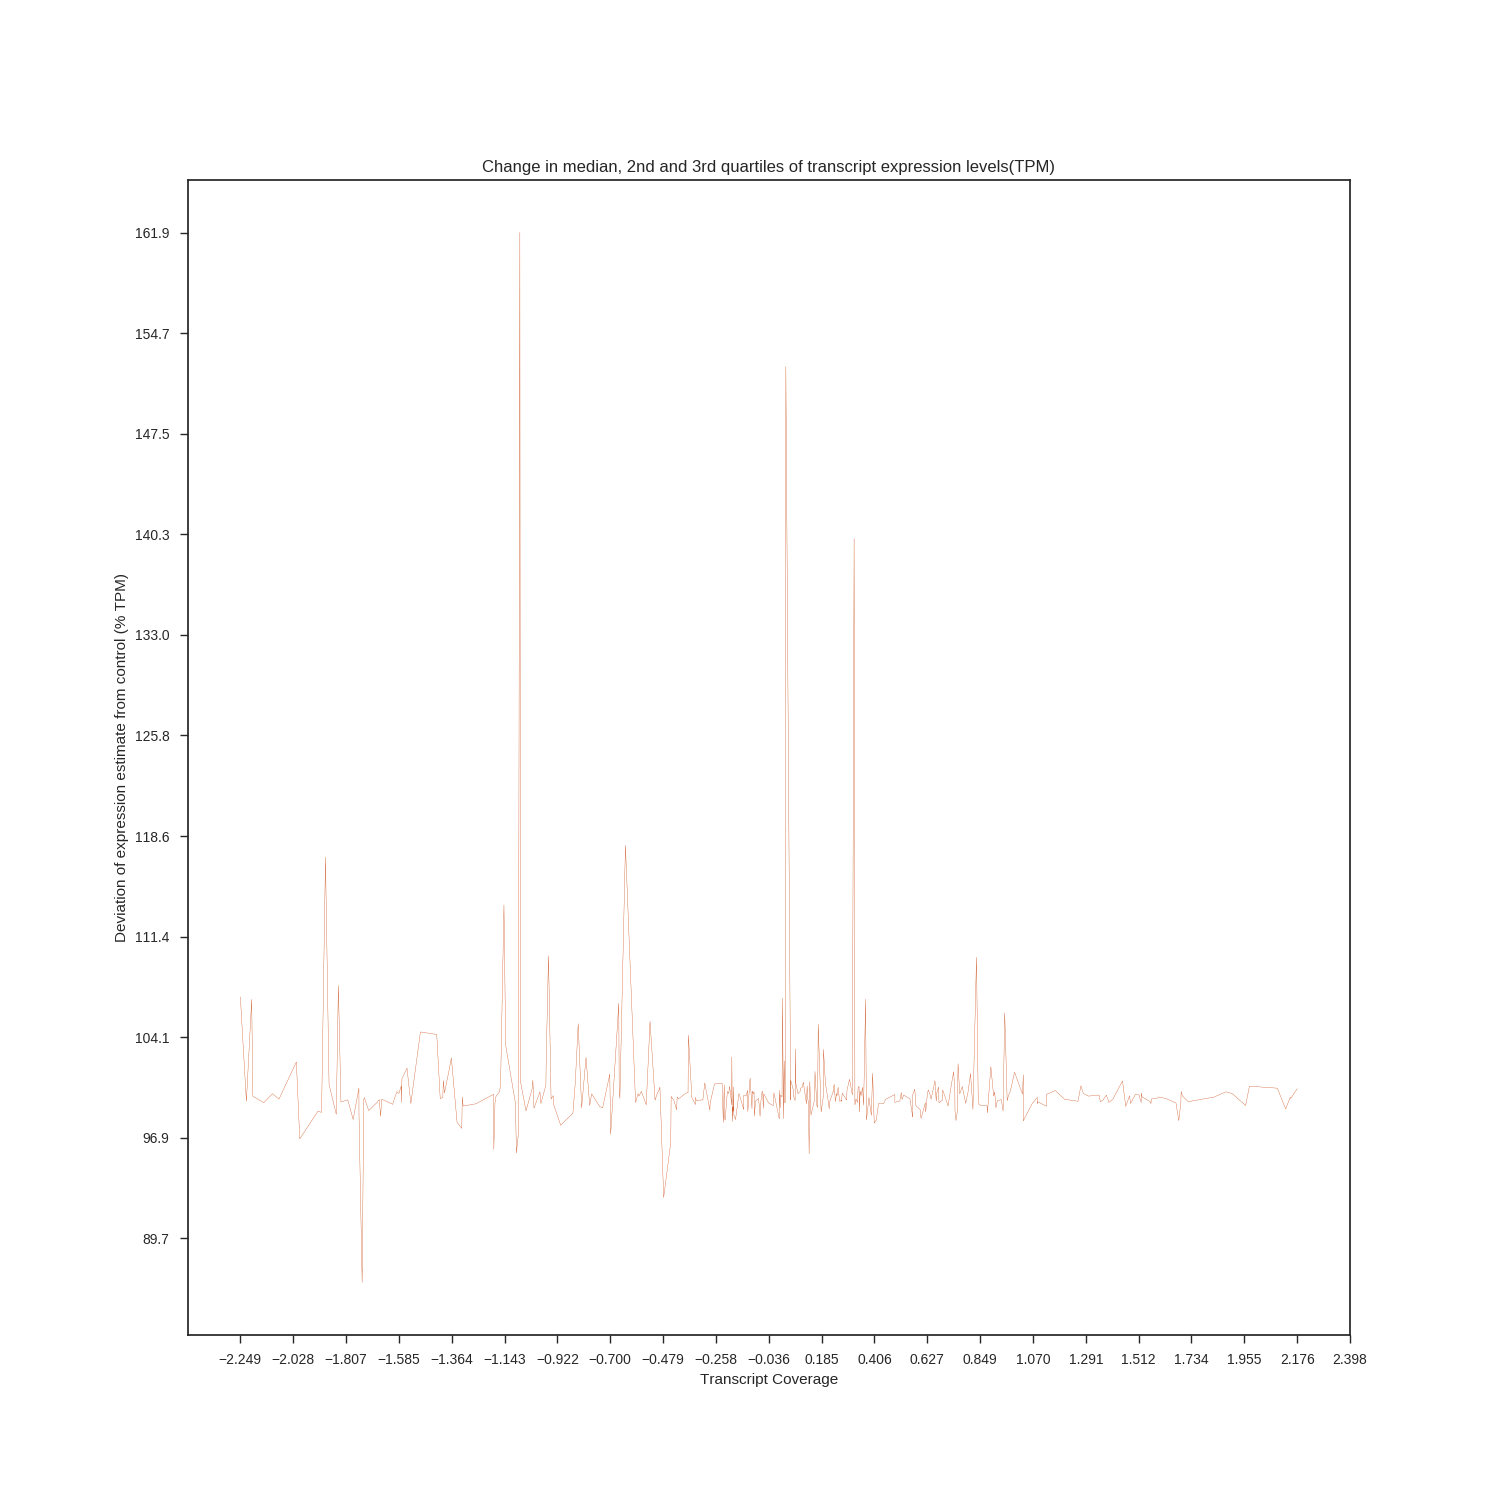 Change in median, 2nd and 3rd quartiles of transcript expression levels(TPM)
161.9
154.7
147.5
140.3
133.0
125.8
118.6
111.4
104.1
96.9
89.7
Deviation of expression estimate from control (% TPM)
−2.249 −2.028 −1.807 −1.585 −1.364 −1.143 −0.922 −0.700 −0.479 −0.258 −0.036 0.185 0.406 0.627 0.849 1.070 1.291 1.512 1.734 1.955 2.176 2.398
Transcript Coverage